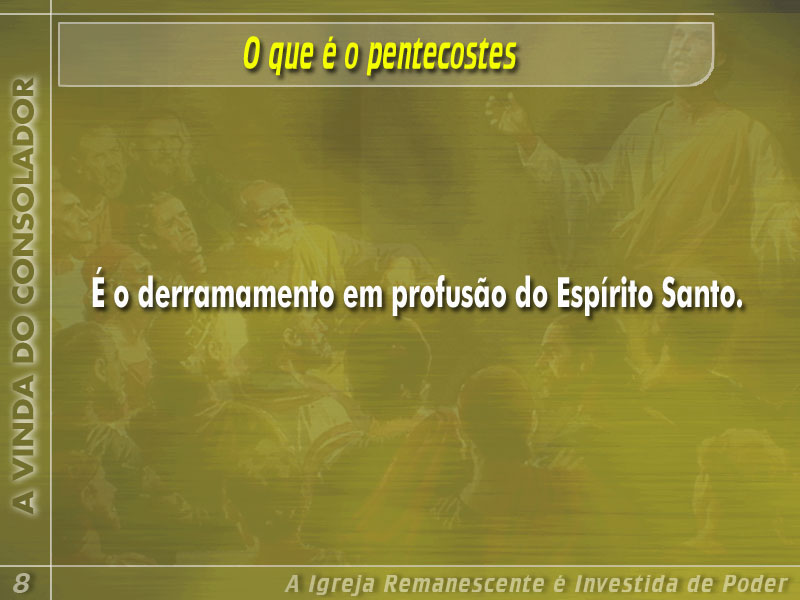 O que é o pentecostes
A VINDA DO CONSOLADOR
É o derramamento em profusão do Espírito Santo.
8
A Igreja Remanescente é Investida de Poder